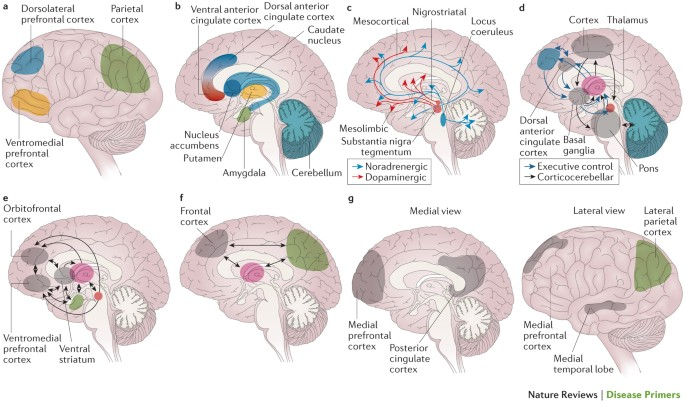 a
Dorsolateral
prefrontal cortex
Parietal
cortex
Ventromedial
prefrontal
cortex
b
Ventral anterior
cingulate cortex
Dorsal anterior
cingulate cortex
Caudate
nucleus
Nucleus
accumbens
Putamen
Amygdala
Cerebellum
c
Mesocortical
Nigrostriatal
Locus
coeruleus
Mesolimbic
Substantia nigra
tegmentum
Noradrenergic
Dopaminergic
d
Cortex
Thalamus
Dorsal
anterior
cingulate
cortex
Basal
ganglia
Pons
Executive control
Corticocerebellar
e
Orbitofrontal
cortex
Ventromedial
prefrontal
cortex
Ventral
striatum
f
Frontal
cortex
g
Medial view
Medial
prefrontal
cortex
Posterior
cingulate cortex
Lateral view
Lateral
parietal
cortex
Medial
prefrontal
cortex
Medial
temporal lobe
Nature Reviews | Disease Primers